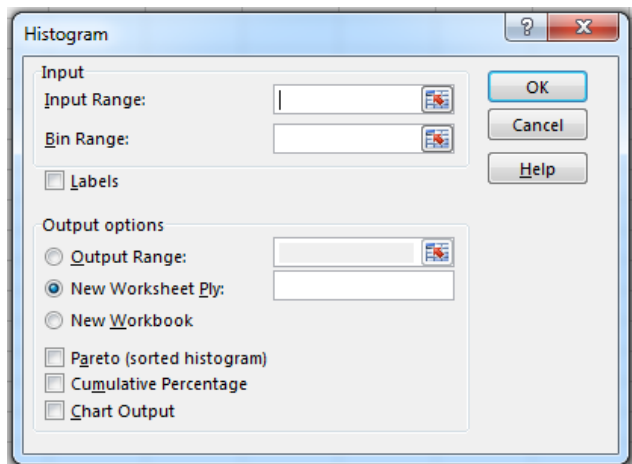 Histogram
Input
Input Range:
Bin Range:
Labels
OK
Cancel
Help
Output options
Output Range:
New Worksheet Ply:
New Workbook
Pareto (sorted histogram)
Cumulative Percentage
Chart Output